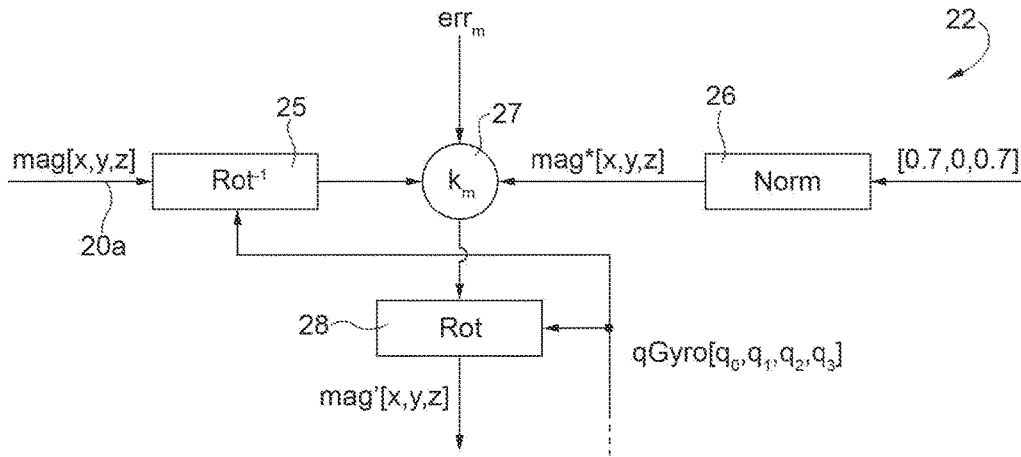 err_m
22
25
27
26
mag[x,y,z]
mag*[x,y,z]
[0.7,0,0.7]
Rot⁻¹
k_m
Norm
20a
28
Rot
qGyro[q₀,q₁,q₂,q₃]
mag'[x,y,z]